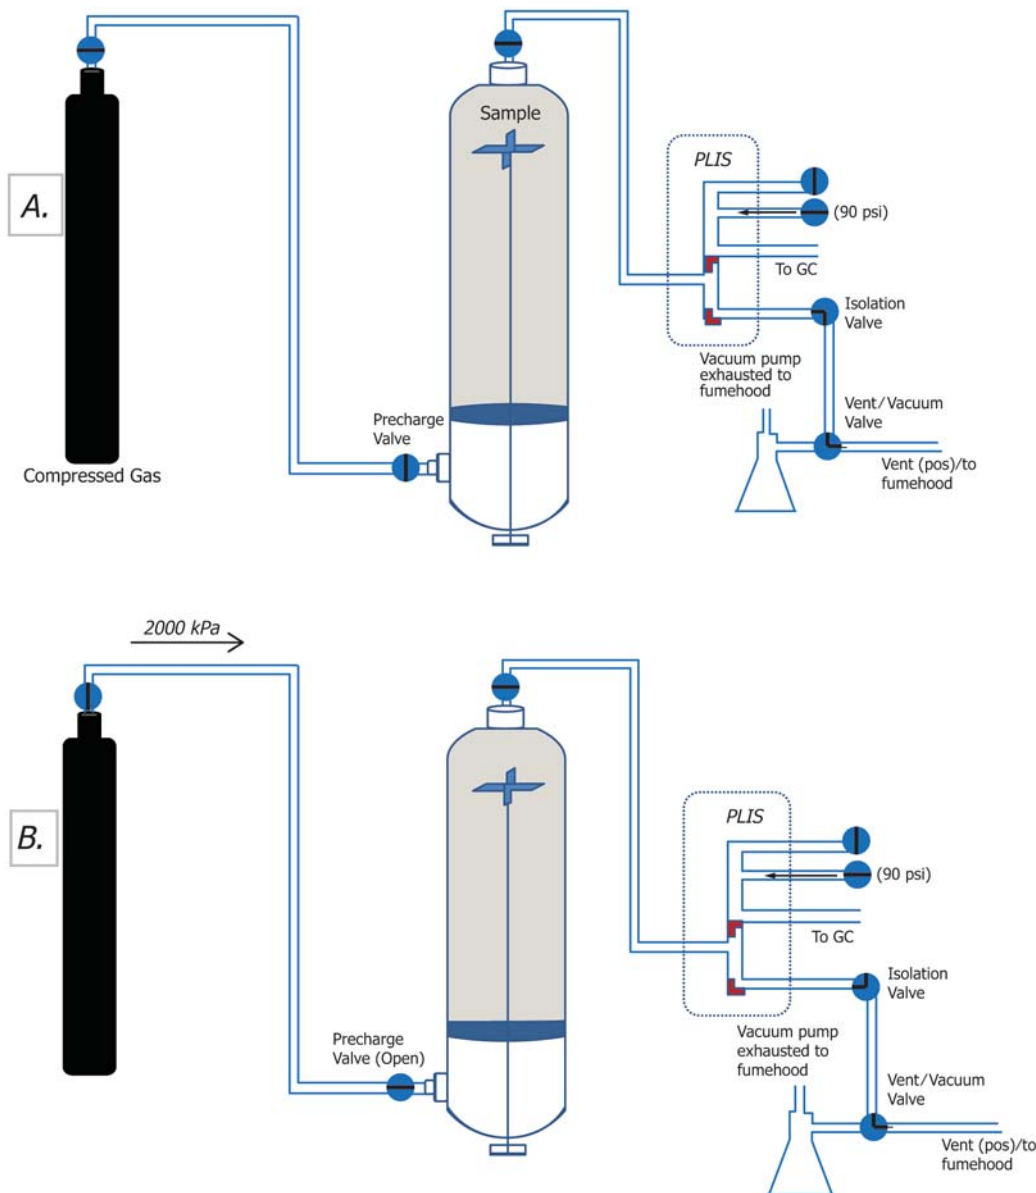 Sample
PLIS
A.
(90 psi)
To GC
Isolation
Valve
Vacuum pump
exhausted to
fumehood
Precharge
Valve
Vent/Vacuum
Valve
Vent (pos)/to
fumehood
Compressed Gas
2000 kPa
B.
PLIS
(90 psi)
To GC
Isolation
Valve
Precharge
Valve (Open)
Vacuum pump
exhausted to
fumehood
Vent/Vacuum
Valve
Vent (pos)/to
fumehood